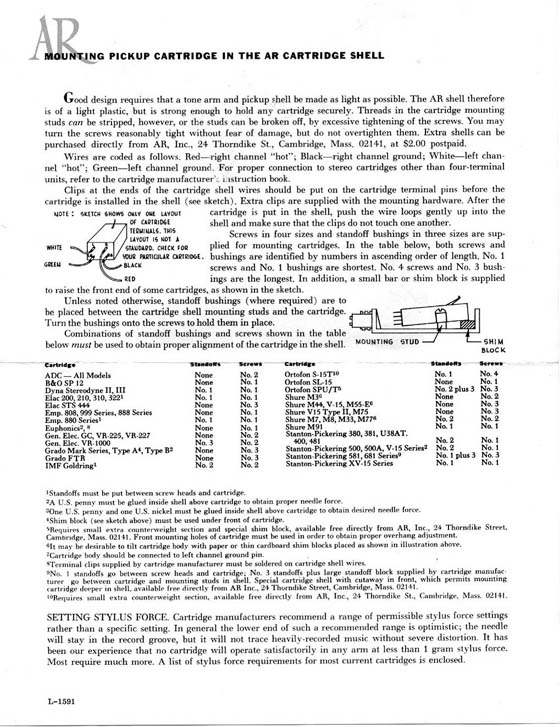 AR
MOUNTING PICKUP CARTRIDGE IN THE AR CARTRIDGE SHELL
Good design requires that a tone arm and pickup shell be made as light as possible. The AR shell therefore
is of a light plastic, but is strong enough to hold any cartridge securely. Threads in the cartridge mounting
studs can be stripped, however, or the studs can be broken off, by excessive tightening of the screws. You may
turn the screws reasonably tight without fear of damage, but do not overtighten them. Extra shells can be
purchased directly from AR, Inc., 24 Thorndike St., Cambridge, Mass. 02141, at $2.00 postpaid.
Wires are coded as follows. Red—right channel "hot"; Black—right channel ground; White—left chan-
nel "hot"; Green—left channel ground. For proper connection to stereo cartridges other than four-terminal
units, refer to the cartridge manufacturer's instruction book.
Clips at the ends of the cartridge shell wires should be put on the cartridge terminal pins before the
cartridge is installed in the shell (see sketch). Extra clips are supplied with the mounting hardware. After the
cartridge is put in the shell, push the wire loops gently up into the
shell and make sure that the clips do not touch one another.
NOTE: SKETCH SHOWS ONLY ONE LAYOUT
OF CARTRIDGE
TERMINALS. THIS
LAYOUT IS NOT A
STANDARD. CHECK FOR
YOUR PARTICULAR CARTRIDGE.
WHITE
GREEN
BLACK
RED
Screws in four sizes and standoff bushings in three sizes are sup-
plied for mounting cartridges. In the table below, both screws and
bushings are identified by numbers in ascending order of length, No. 1
screws and No. 1 bushings are shortest. No. 4 screws and No. 3 bush-
ings are the longest. In addition, a small bar or shim block is supplied
to raise the front end of some cartridges, as shown in the sketch.
Unless noted otherwise, standoff bushings (where required) are to
be placed between the cartridge shell mounting studs and the cartridge.
Turn the bushings onto the screws to hold them in place.
Combinations of standoff bushings and screws shown in the table
below must be used to obtain proper alignment of the cartridge in the shell.
MOUNTING STUD
SHIM
BLOCK
Cartridge Standoffs Screws
ADC — All Models None No. 2
B&O SP 12 None No. 1
Dyna Stereodyne II, III No. 1 No. 1
Elac 200, 210, 322¹ No. 1 No. 1
Elac STS 444 None No. 3
Emp. 808, 999 Series, 888 Series None No. 1
Emp. 880 Series¹ No. 1 No. 1
Euphonics², ⁸ None No. 1
Gen. Elec. GC, VR-225, VR-227 None No. 2
Gen. Elec. VR-1000 No. 3 No. 2
Grado Mark Series, Type A⁴, Type B² None No. 3
Grado FTR None No. 3
IMF Goldring¹ No. 2 No. 2
Cartridge Standoffs Screws
Ortofon S-15T¹⁰ No. 1 No. 4
Ortofon SL-15 None No. 1
Ortofon SPU/T⁵ No. 2 plus 3 No. 3
Shure M3⁶ None No. 2
Shure M44, V-15, M55-E⁶ None No. 3
Shure V15 Type II, M75 None No. 3
Shure M7, M8, M33, M77⁶ No. 2 No. 2
Shure M91 No. 1 No. 1
Stanton-Pickering 380, 381, U38AT.
400, 481 No. 2 No. 1
Stanton-Pickering 500, 500A, V-15 Series² No. 2 No. 1
Stanton-Pickering 581, 681 Series⁹ No. 1 plus 3 No. 3
Stanton-Pickering XV-15 Series No. 1 No. 1
¹Standoffs must be put between screw heads and cartridge.
²A U.S. penny must be glued inside shell above cartridge to obtain proper needle force.
³One U.S. penny and one U.S. nickel must be glued inside shell above cartridge to obtain desired needle force.
⁴Shim block (see sketch above) must be used under front of cartridge.
⁵Requires small extra counterweight section and special shim block, available free directly from AR, Inc., 24 Thorndike Street,
Cambridge, Mass. 02141. Front mounting holes of cartridge must be used in order to obtain proper overhang adjustment.
⁶It may be desirable to tilt cartridge body with paper or thin cardboard shim blocks placed as shown in illustration above.
⁷Cartridge body should be connected to left channel ground pin.
⁸Terminal clips supplied by cartridge manufacturer must be soldered on cartridge shell wires.
⁹No. 1 standoffs go between screw heads and cartridge; No. 3 standoffs plus large standoff block supplied by cartridge manufac-
turer go between cartridge and mounting studs in shell. Special cartridge shell with cutaway in front, which permits mounting
cartridge deeper in shell, available free directly from AR Inc., 24 Thorndike Street, Cambridge, Mass. 02141.
¹⁰Requires small extra counterweight section, available free directly from AR, Inc., 24 Thorndike St., Cambridge, Mass. 02141.
SETTING STYLUS FORCE. Cartridge manufacturers recommend a range of permissible stylus force settings
rather than a specific setting. In general the lower end of such a recommended range is optimistic; the needle
will stay in the record groove, but it will not trace heavily-recorded music without severe distortion. It has
been our experience that no cartridge will operate satisfactorily in any arm at less than 1 gram stylus force.
Most require much more. A list of stylus force requirements for most current cartridges is enclosed.
L-1591